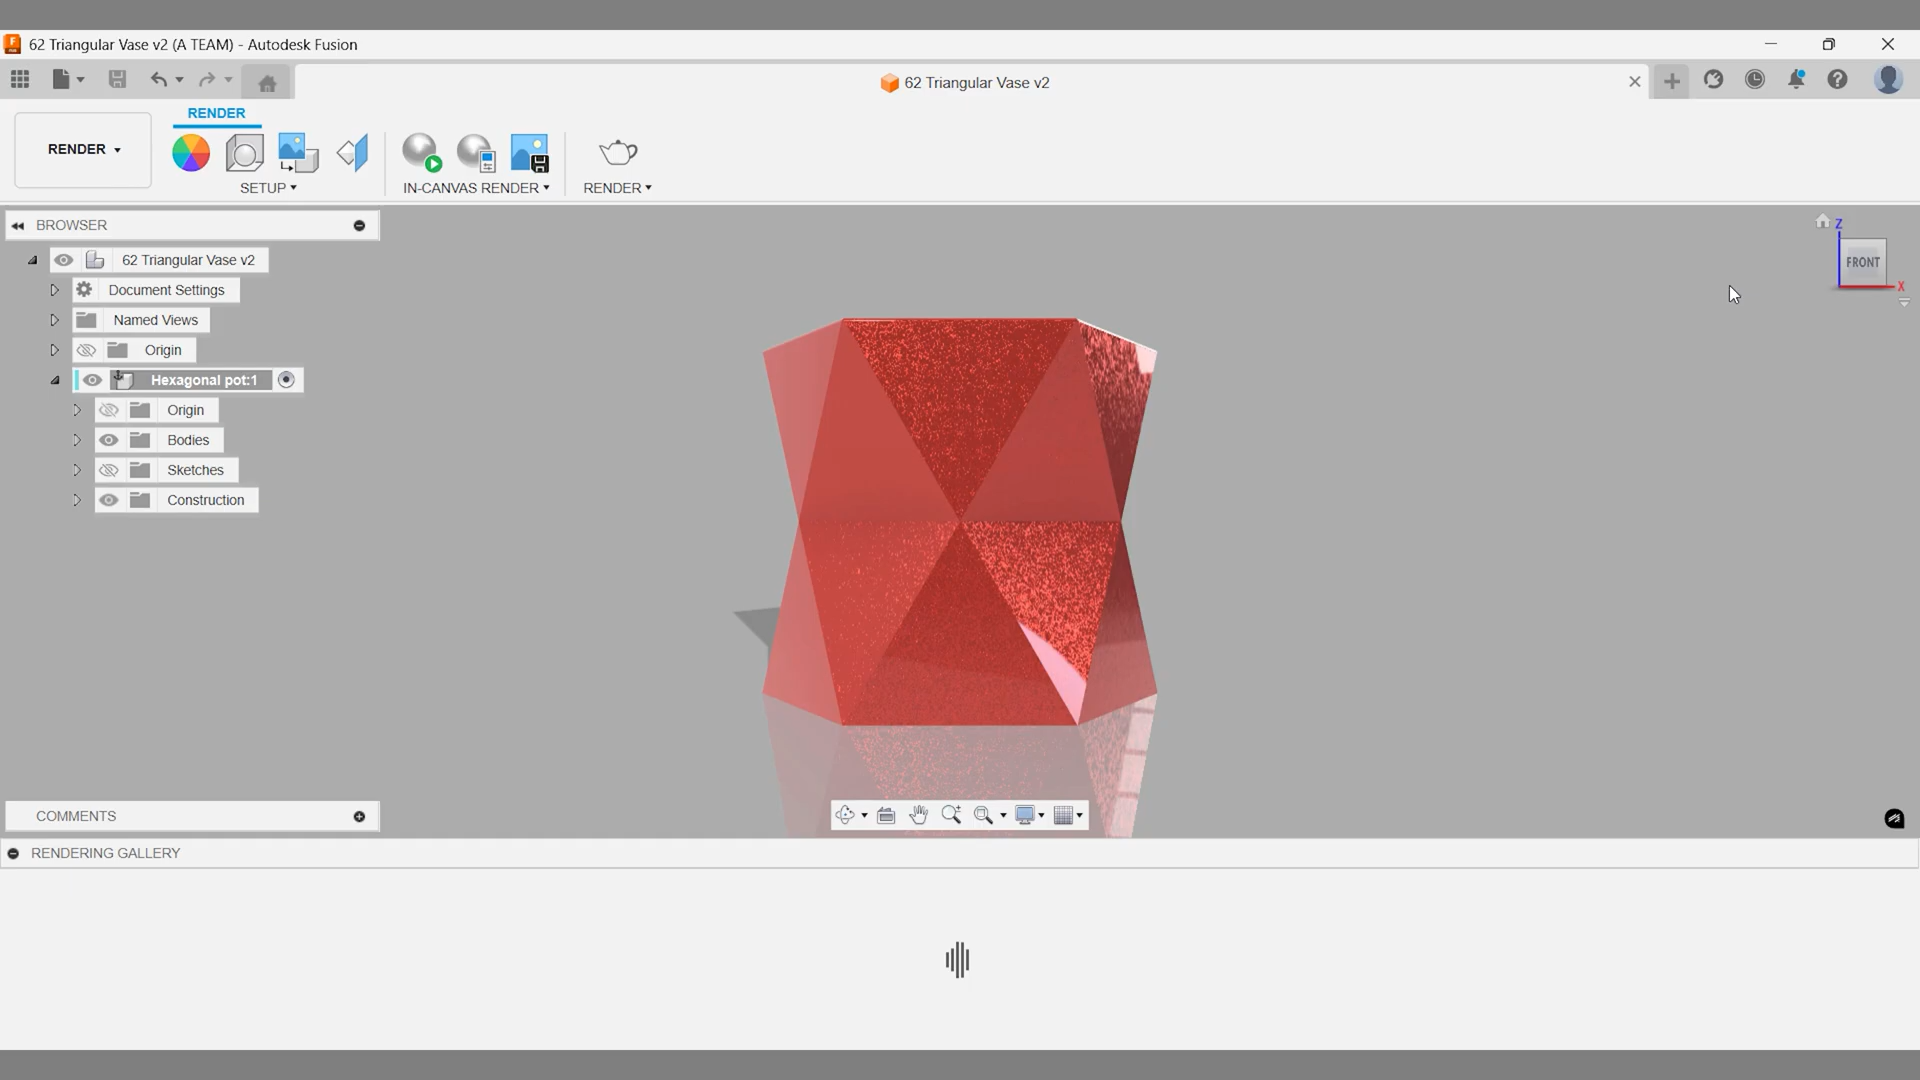 62 Triangular Vase v2 (A TEAM) - Autodesk Fusion
62 Triangular Vase v2
RENDER
RENDER
SETUP
IN-CANVAS RENDER
RENDER
BROWSER
62 Triangular Vase v2
Document Settings
Named Views
Origin
Hexagonal pot:1
Origin
Bodies
Sketches
Construction
Z
FRONT
X
COMMENTS
RENDERING GALLERY